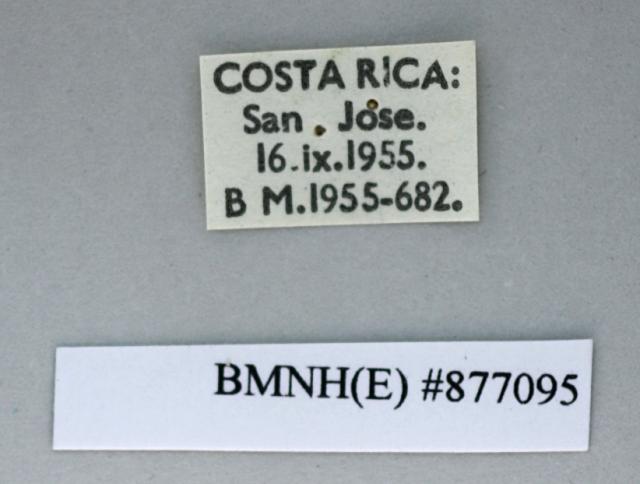 COSTA RICA:
San . Jose.
16.ix.1955.
B M.1955-682.
BMNH(E) #877095